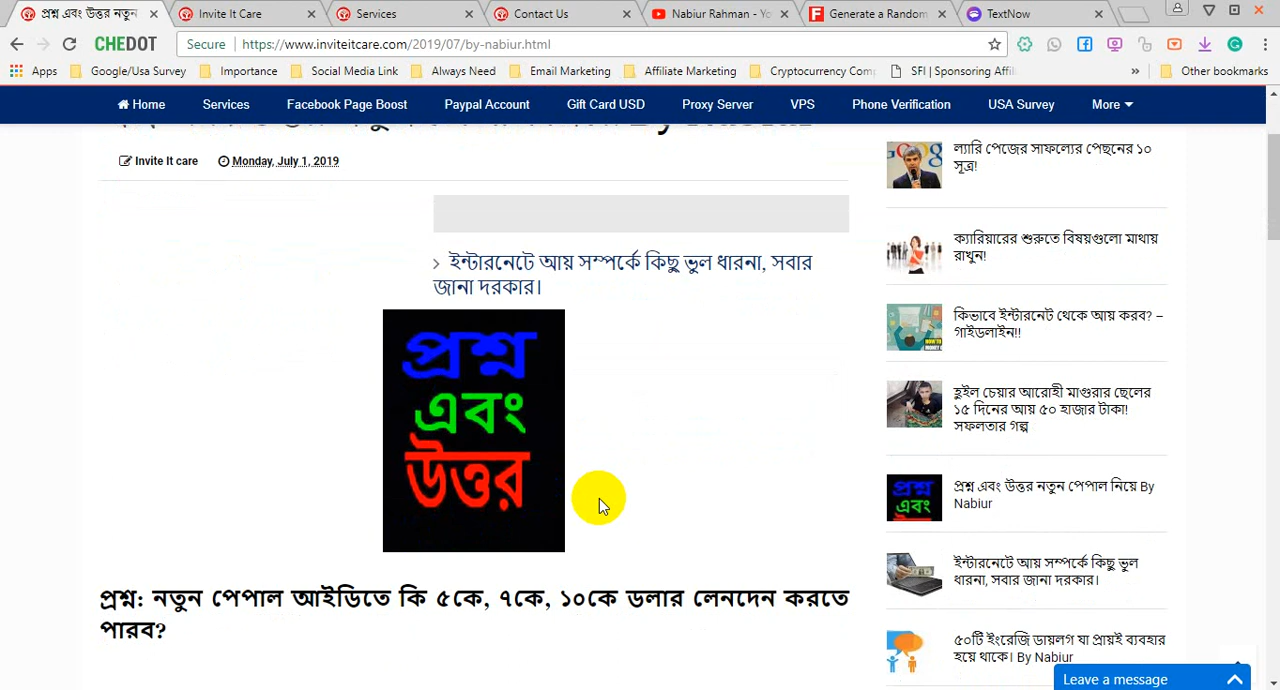 প্রশ্ন এবং উত্তর নতুন
Invite It Care
Services
Contact Us
Nabiur Rahman - Yo
Generate a Random
TextNow
CHEDOT
Secure
https://www.inviteitcare.com/2019/07/by-nabiur.html
Apps
Google/Usa Survey
Importance
Social Media Link
Always Need
Email Marketing
Affiliate Marketing
Cryptocurrency Com
SFI | Sponsoring Affil
»
Other bookmarks
Home
Services
Facebook Page Boost
Paypal Account
Gift Card USD
Proxy Server
VPS
Phone Verification
USA Survey
More
Invite It care
Monday, July 1, 2019
ইন্টারনেটে আয় সম্পর্কে কিছু ভুল ধারনা, সবার
জানা দরকার।
প্রশ্ন
এবং
উত্তর
প্রশ্ন: নতুন পেপাল আইডিতে কি ৫কে, ৭কে, ১০কে ডলার লেনদেন করতে
পারব?
ল্যারি পেজের সাফল্যের পেছনের ১০
সূত্র!
ক্যারিয়ারের শুরুতে বিষয়গুলো মাথায়
রাখুন!
কিভাবে ইন্টারনেট থেকে আয় করব? –
গাইডলাইন!!
হুইল চেয়ার আরোহী মাগুরার ছেলের
১৫ দিনের আয় ৫০ হাজার টাকা!
সফলতার গল্প
প্রশ্ন এবং উত্তর নতুন পেপাল নিয়ে By
Nabiur
ইন্টারনেটে আয় সম্পর্কে কিছু ভুল
ধারনা, সবার জানা দরকার।
৫০টি ইংরেজি ডায়লগ যা প্রায়ই ব্যবহার
হয়ে থাকে। By Nabiur
Leave a message